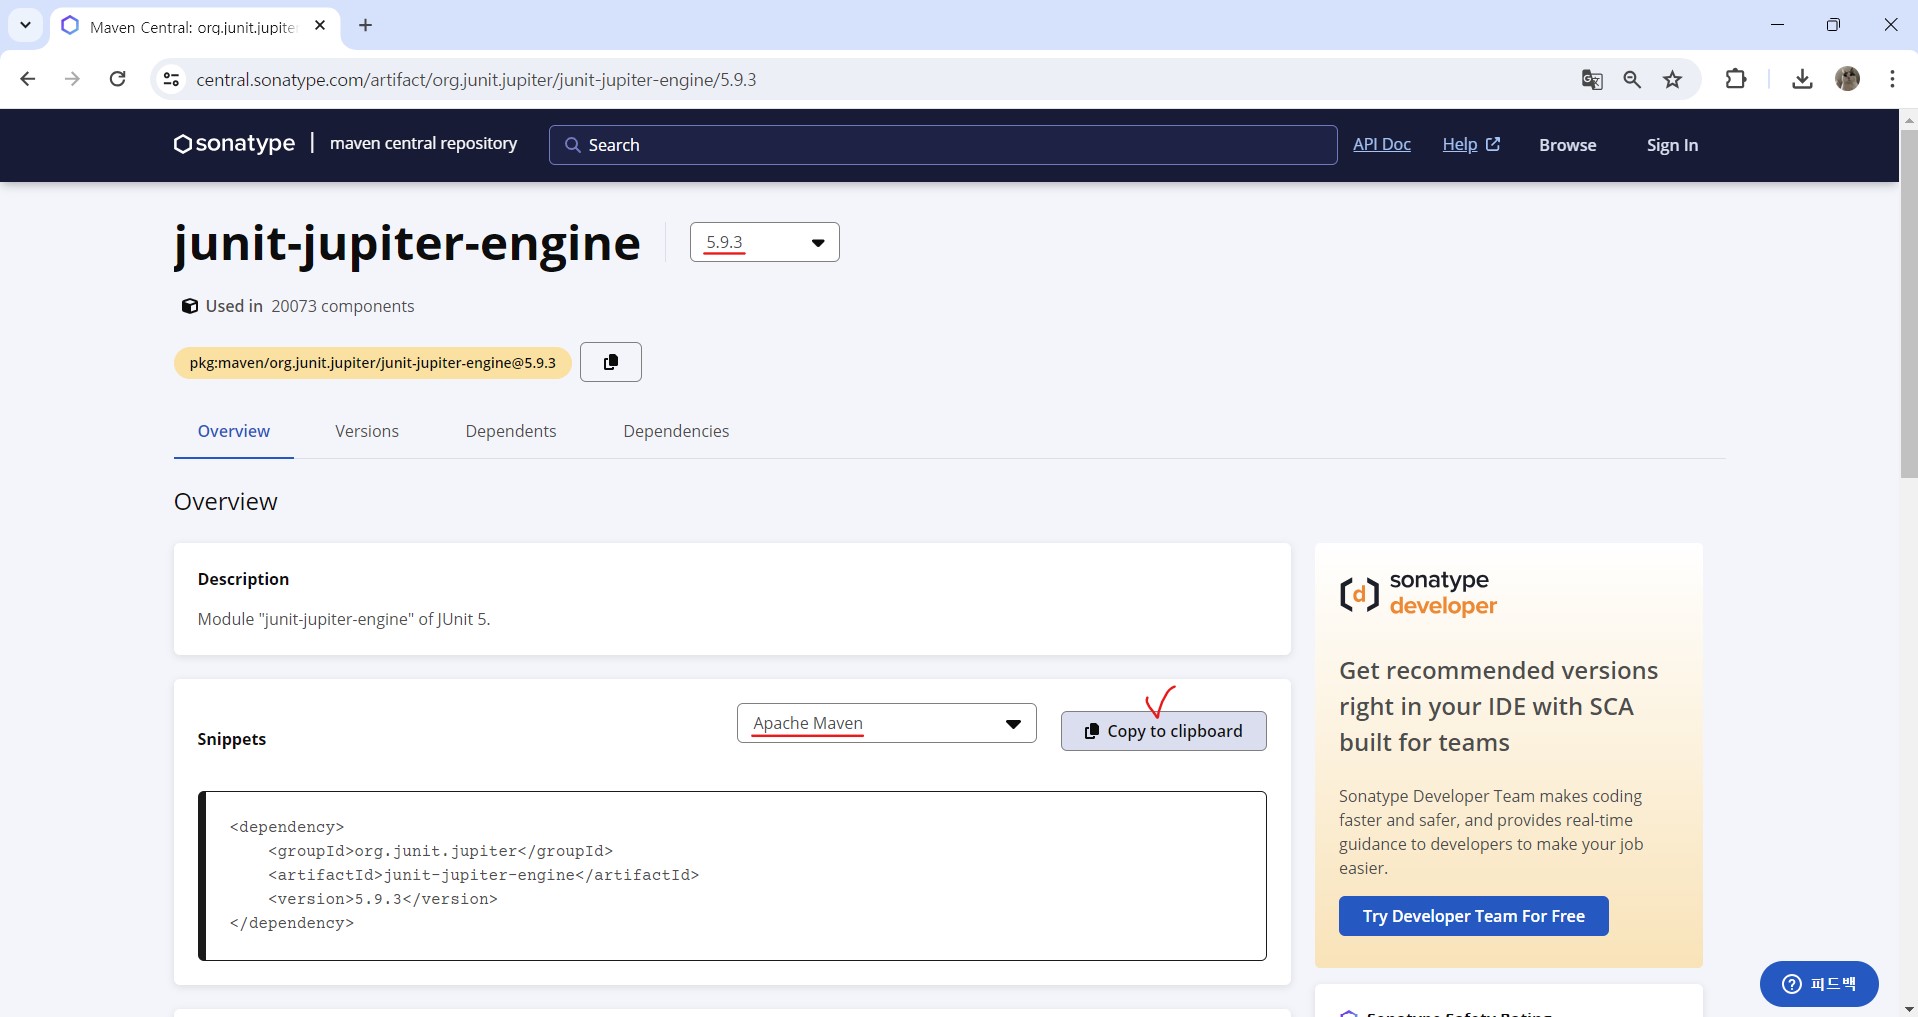 Maven Central: org.junit.jupiter
central.sonatype.com/artifact/org.junit.jupiter/junit-jupiter-engine/5.9.3
sonatype | maven central repository
Search
API Doc
Help
Browse
Sign In
junit-jupiter-engine
5.9.3
Used in 20073 components
pkg:maven/org.junit.jupiter/junit-jupiter-engine@5.9.3
Overview
Versions
Dependents
Dependencies
Overview
Description
Module "junit-jupiter-engine" of JUnit 5.
Snippets
Apache Maven
Copy to clipboard
<dependency>
    <groupId>org.junit.jupiter</groupId>
    <artifactId>junit-jupiter-engine</artifactId>
    <version>5.9.3</version>
</dependency>
sonatype
developer
Get recommended versions
right in your IDE with SCA
built for teams
Sonatype Developer Team makes coding
faster and safer, and provides real-time
guidance to developers to make your job
easier.
Try Developer Team For Free
피드백
Sonatype Safety Rating